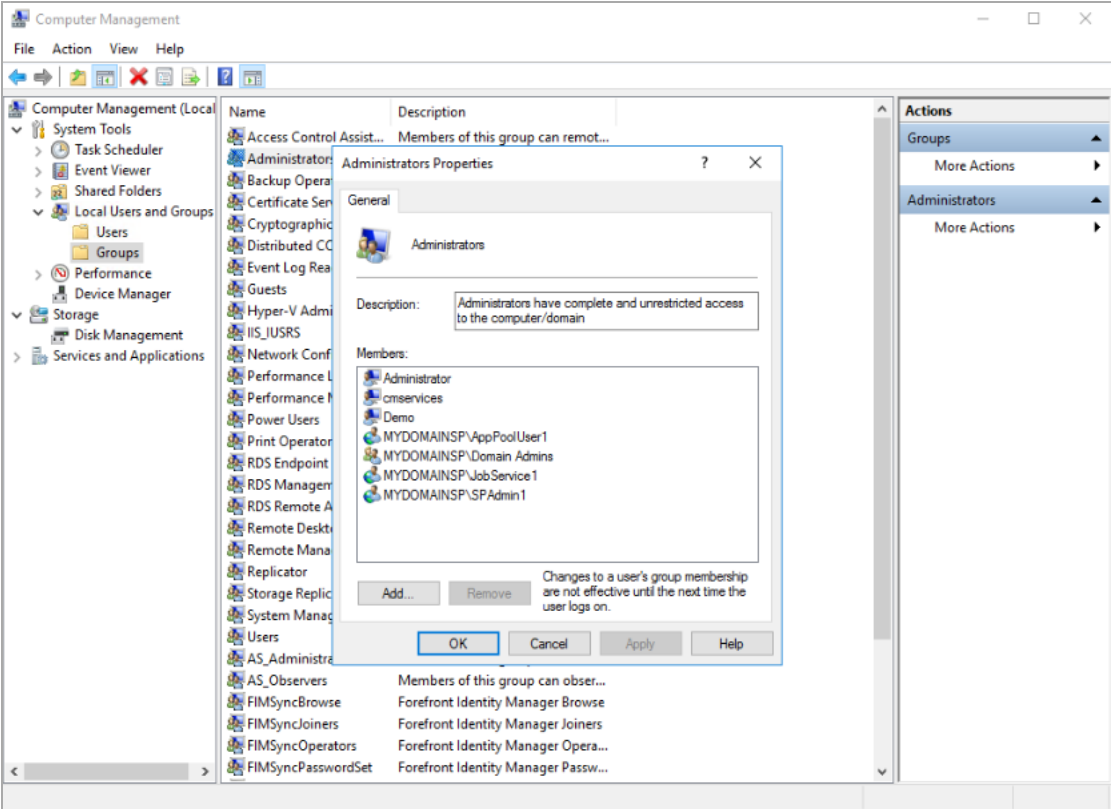 Computer Management
File Action View Help
Computer Management (Local
System Tools
Task Scheduler
Event Viewer
Shared Folders
Local Users and Groups
Users
Groups
Performance
Device Manager
Storage
Disk Management
Services and Applications
Name Description
Access Control Assist... Members of this group can remot...
Administrators
Backup Opera
Certificate Ser
Cryptographic
Distributed CO
Event Log Rea
Guests
Hyper-V Admi
IIS_IUSRS
Network Conf
Performance L
Performance M
Power Users
Print Operator
RDS Endpoint
RDS Managem
RDS Remote A
Remote Deskt
Remote Mana
Replicator
Storage Replic
System Manag
Users
AS_Administra
AS_Observers Members of this group can obser...
FIMSyncBrowse Forefront Identity Manager Browse
FIMSyncJoiners Forefront Identity Manager Joiners
FIMSyncOperators Forefront Identity Manager Opera...
FIMSyncPasswordSet Forefront Identity Manager Passw...
Administrators Properties ? 
General
Administrators
Description: Administrators have complete and unrestricted access
to the computer/domain
Members:
Administrator
cmservices
Demo
MYDOMAINSP\AppPoolUser1
MYDOMAINSP\Domain Admins
MYDOMAINSP\JobService1
MYDOMAINSP\SPAdmin1
Add... Remove
Changes to a user's group membership
are not effective until the next time the
user logs on.
OK Cancel Apply Help
Actions
Groups
More Actions
Administrators
More Actions